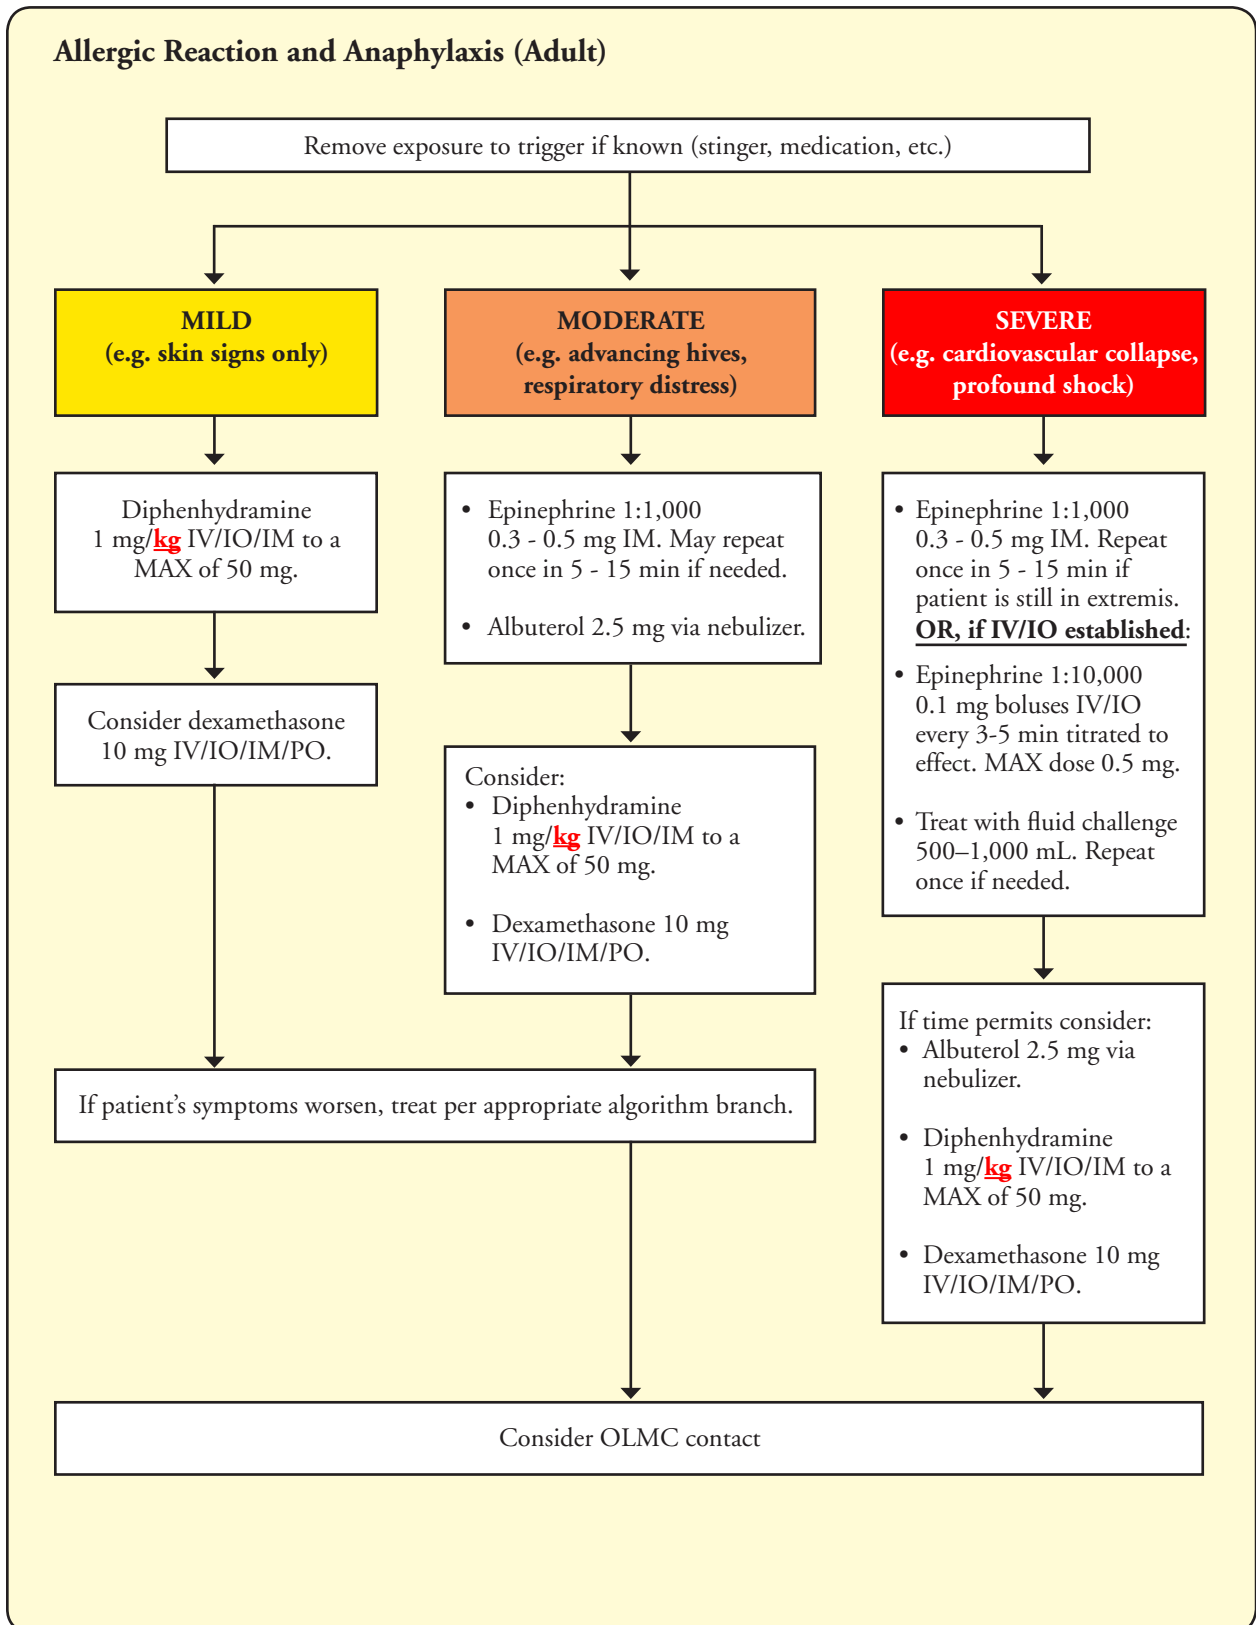 Allergic Reaction and Anaphylaxis (Adult)
Remove exposure to trigger if known (stinger, medication, etc.)
MILD
(e.g. skin signs only)
Diphenhydramine
1 mg/kg IV/IO/IM to a
MAX of 50 mg.
Consider dexamethasone
10 mg IV/IO/IM/PO.
MODERATE
(e.g. advancing hives,
respiratory distress)
• Epinephrine 1:1,000
0.3 - 0.5 mg IM. May repeat
once in 5 - 15 min if needed.
• Albuterol 2.5 mg via nebulizer.
Consider:
• Diphenhydramine
1 mg/kg IV/IO/IM to a
MAX of 50 mg.
• Dexamethasone 10 mg
IV/IO/IM/PO.
If patient’s symptoms worsen, treat per appropriate algorithm branch.
SEVERE
(e.g. cardiovascular collapse,
profound shock)
• Epinephrine 1:1,000
0.3 - 0.5 mg IM. Repeat
once in 5 - 15 min if
patient is still in extremis.
OR, if IV/IO established:
• Epinephrine 1:10,000
0.1 mg boluses IV/IO
every 3-5 min titrated to
effect. MAX dose 0.5 mg.
• Treat with fluid challenge
500–1,000 mL. Repeat
once if needed.
If time permits consider:
• Albuterol 2.5 mg via
nebulizer.
• Diphenhydramine
1 mg/kg IV/IO/IM to a
MAX of 50 mg.
• Dexamethasone 10 mg
IV/IO/IM/PO.
Consider OLMC contact